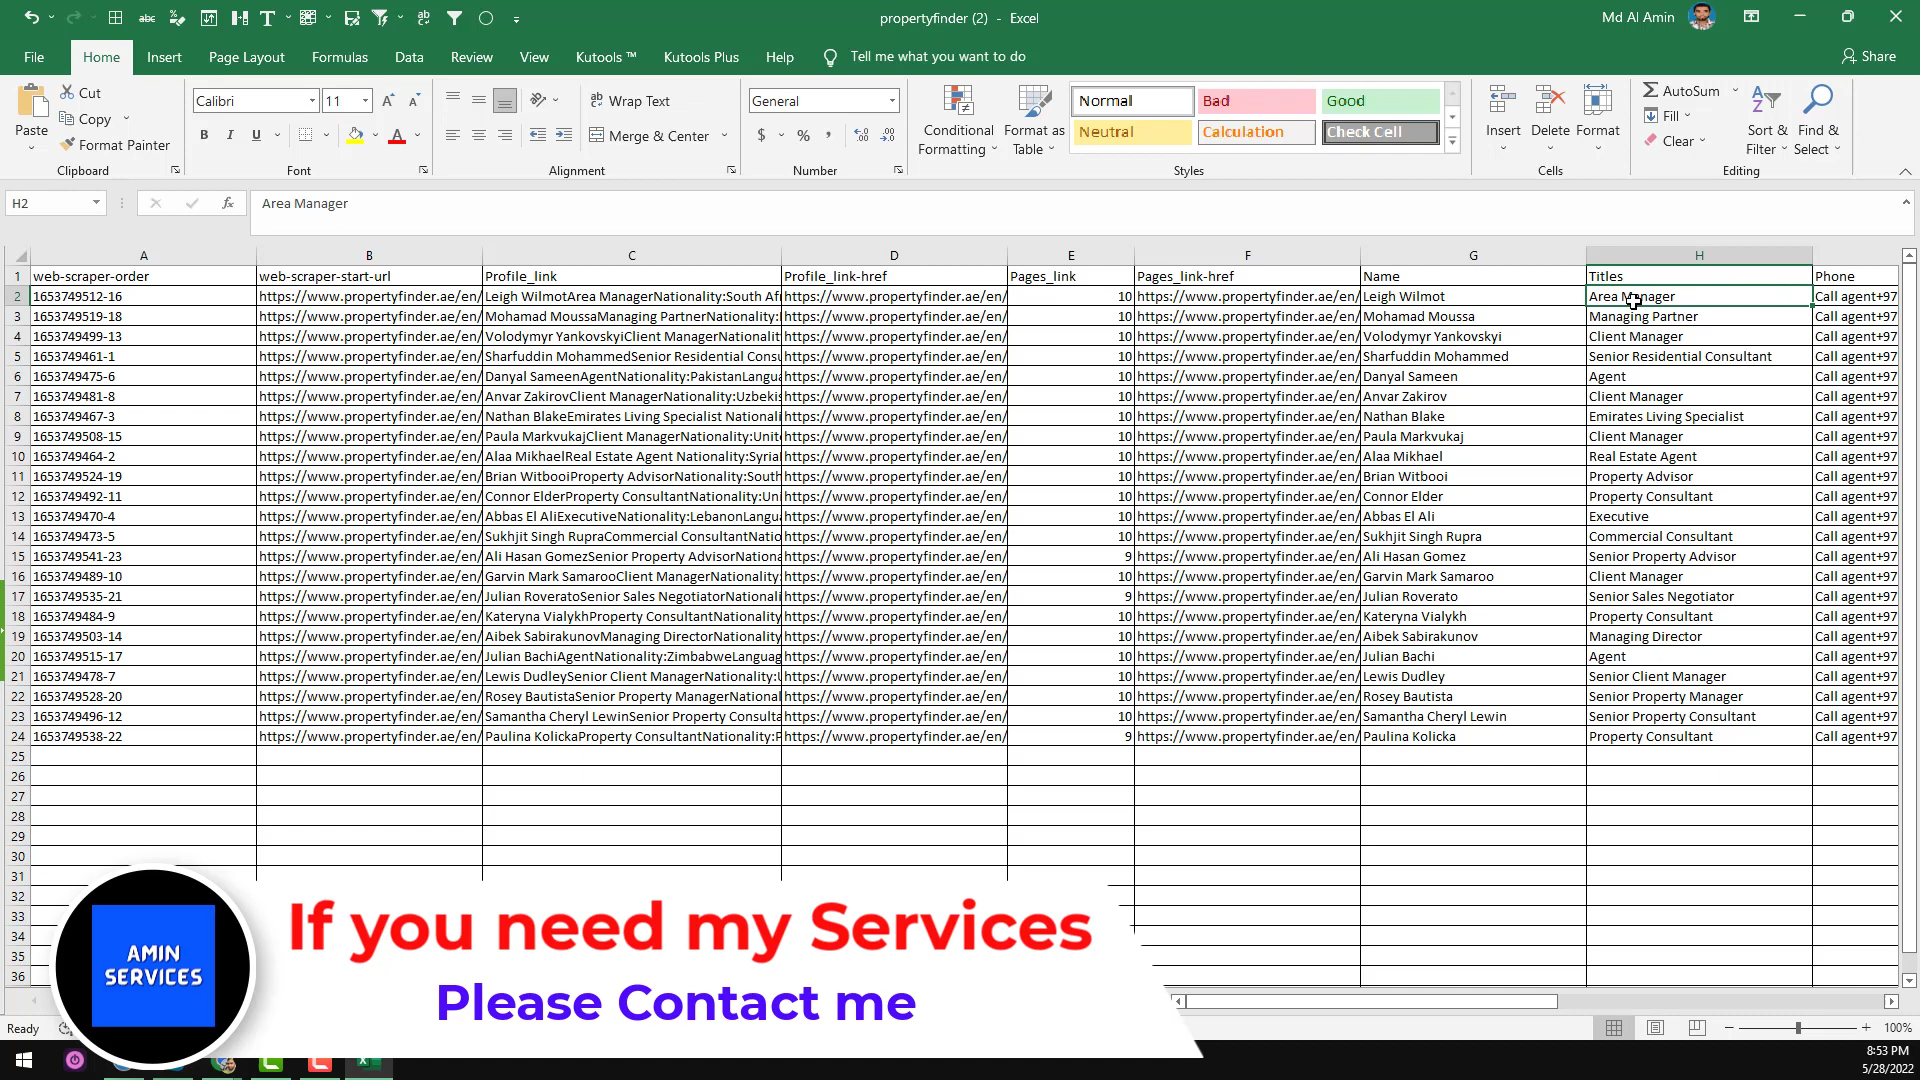 propertyfinder (2) - Excel
Md Al Amin
File Home Insert Page Layout Formulas Data Review View Kutools ™ Kutools Plus Help Tell me what you want to do Share
Paste
Cut
Copy
Format Painter
Clipboard
Calibri 11
B I U
Font
Wrap Text
Merge & Center
Alignment
General
$ % ,
Number
Conditional Formatting
Format as Table
Normal Bad Good
Neutral Calculation Check Cell
Styles
Insert Delete Format
Cells
AutoSum
Fill
Clear
Sort & Filter
Find & Select
Editing
H2 fx Area Manager
A B C D E F G H
1 web-scraper-order web-scraper-start-url Profile_link Profile_link-href Pages_link Pages_link-href Name Titles Phone
2 1653749512-16 https://www.propertyfinder.ae/en/ Leigh WilmotArea ManagerNationality:South Af https://www.propertyfinder.ae/en/ 10 https://www.propertyfinder.ae/en/ Leigh Wilmot Area Manager Call agent+97
3 1653749519-18 https://www.propertyfinder.ae/en/ Mohamad MoussaManaging PartnerNationality: https://www.propertyfinder.ae/en/ 10 https://www.propertyfinder.ae/en/ Mohamad Moussa Managing Partner Call agent+97
4 1653749499-13 https://www.propertyfinder.ae/en/ Volodymyr YankovskyiClient ManagerNationalit https://www.propertyfinder.ae/en/ 10 https://www.propertyfinder.ae/en/ Volodymyr Yankovskyi Client Manager Call agent+97
5 1653749461-1 https://www.propertyfinder.ae/en/ Sharfuddin MohammedSenior Residential Consu https://www.propertyfinder.ae/en/ 10 https://www.propertyfinder.ae/en/ Sharfuddin Mohammed Senior Residential Consultant Call agent+97
6 1653749475-6 https://www.propertyfinder.ae/en/ Danyal SameenAgentNationality:PakistanLangua https://www.propertyfinder.ae/en/ 10 https://www.propertyfinder.ae/en/ Danyal Sameen Agent Call agent+97
7 1653749481-8 https://www.propertyfinder.ae/en/ Anvar ZakirovClient ManagerNationality:Uzbekis https://www.propertyfinder.ae/en/ 10 https://www.propertyfinder.ae/en/ Anvar Zakirov Client Manager Call agent+97
8 1653749467-3 https://www.propertyfinder.ae/en/ Nathan BlakeEmirates Living Specialist Nationali https://www.propertyfinder.ae/en/ 10 https://www.propertyfinder.ae/en/ Nathan Blake Emirates Living Specialist Call agent+97
9 1653749508-15 https://www.propertyfinder.ae/en/ Paula MarkvukajClient ManagerNationality:Unit https://www.propertyfinder.ae/en/ 10 https://www.propertyfinder.ae/en/ Paula Markvukaj Client Manager Call agent+97
10 1653749464-2 https://www.propertyfinder.ae/en/ Alaa MikhaelReal Estate Agent Nationality:Syria https://www.propertyfinder.ae/en/ 10 https://www.propertyfinder.ae/en/ Alaa Mikhael Real Estate Agent Call agent+97
11 1653749524-19 https://www.propertyfinder.ae/en/ Brian WitbooiProperty AdvisorNationality:South https://www.propertyfinder.ae/en/ 10 https://www.propertyfinder.ae/en/ Brian Witbooi Property Advisor Call agent+97
12 1653749492-11 https://www.propertyfinder.ae/en/ Connor ElderProperty ConsultantNationality:Uni https://www.propertyfinder.ae/en/ 10 https://www.propertyfinder.ae/en/ Connor Elder Property Consultant Call agent+97
13 1653749470-4 https://www.propertyfinder.ae/en/ Abbas El AliExecutiveNationality:LebanonLangu https://www.propertyfinder.ae/en/ 10 https://www.propertyfinder.ae/en/ Abbas El Ali Executive Call agent+97
14 1653749473-5 https://www.propertyfinder.ae/en/ Sukhjit Singh RupraCommercial ConsultantNatio https://www.propertyfinder.ae/en/ 10 https://www.propertyfinder.ae/en/ Sukhjit Singh Rupra Commercial Consultant Call agent+97
15 1653749541-23 https://www.propertyfinder.ae/en/ Ali Hasan GomezSenior Property AdvisorNationa https://www.propertyfinder.ae/en/ 9 https://www.propertyfinder.ae/en/ Ali Hasan Gomez Senior Property Advisor Call agent+97
16 1653749489-10 https://www.propertyfinder.ae/en/ Garvin Mark SamarooClient ManagerNationality: https://www.propertyfinder.ae/en/ 10 https://www.propertyfinder.ae/en/ Garvin Mark Samaroo Client Manager Call agent+97
17 1653749535-21 https://www.propertyfinder.ae/en/ Julian RoveratoSenior Sales NegotiatorNationali https://www.propertyfinder.ae/en/ 9 https://www.propertyfinder.ae/en/ Julian Roverato Senior Sales Negotiator Call agent+97
18 1653749484-9 https://www.propertyfinder.ae/en/ Kateryna VialykhProperty ConsultantNationality https://www.propertyfinder.ae/en/ 10 https://www.propertyfinder.ae/en/ Kateryna Vialykh Property Consultant Call agent+97
19 1653749503-14 https://www.propertyfinder.ae/en/ Aibek SabirakunovManaging DirectorNationality https://www.propertyfinder.ae/en/ 10 https://www.propertyfinder.ae/en/ Aibek Sabirakunov Managing Director Call agent+97
20 1653749515-17 https://www.propertyfinder.ae/en/ Julian BachiAgentNationality:ZimbabweLanguag https://www.propertyfinder.ae/en/ 10 https://www.propertyfinder.ae/en/ Julian Bachi Agent Call agent+97
21 1653749478-7 https://www.propertyfinder.ae/en/ Lewis DudleySenior Client ManagerNationality:U https://www.propertyfinder.ae/en/ 10 https://www.propertyfinder.ae/en/ Lewis Dudley Senior Client Manager Call agent+97
22 1653749528-20 https://www.propertyfinder.ae/en/ Rosey BautistaSenior Property ManagerNational https://www.propertyfinder.ae/en/ 10 https://www.propertyfinder.ae/en/ Rosey Bautista Senior Property Manager Call agent+97
23 1653749496-12 https://www.propertyfinder.ae/en/ Samantha Cheryl LewinSenior Property Consulta https://www.propertyfinder.ae/en/ 10 https://www.propertyfinder.ae/en/ Samantha Cheryl Lewin Senior Property Consultant Call agent+97
24 1653749538-22 https://www.propertyfinder.ae/en/ Paulina KolickaProperty ConsultantNationality:P https://www.propertyfinder.ae/en/ 9 https://www.propertyfinder.ae/en/ Paulina Kolicka Property Consultant Call agent+97
25
26
27
28
29
30
31
32
33
34
35
36
AMIN
SERVICES
If you need my Services
Please Contact me
Ready
100%
8:53 PM
5/28/2022